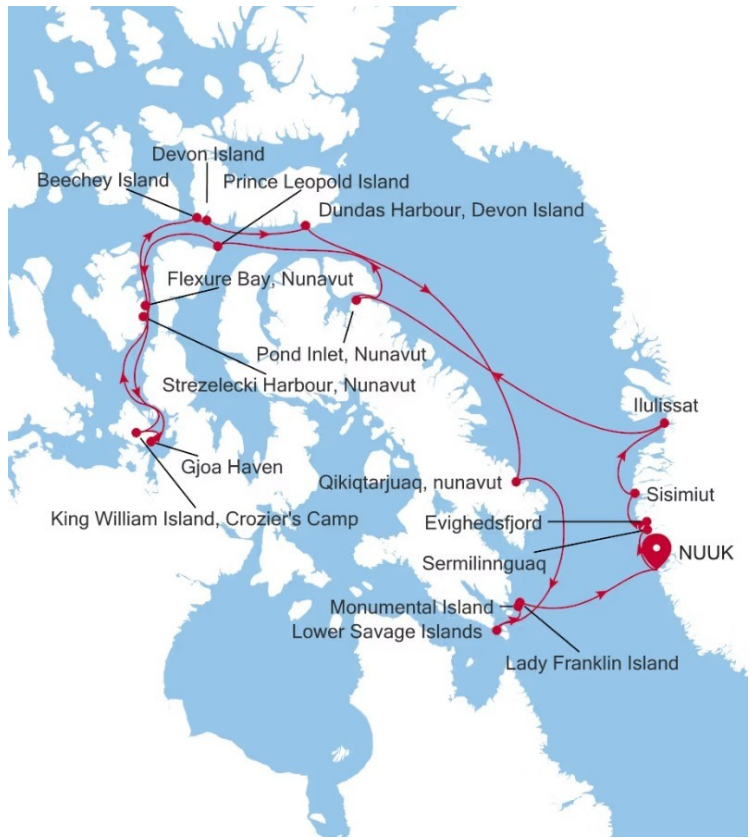 Devon Island
Beechey Island
Prince Leopold Island
Dundas Harbour, Devon Island
Flexure Bay, Nunavut
Pond Inlet, Nunavut
Strezelecki Harbour, Nunavut
Ilulissat
Gjoa Haven
Qikiqtarjuaq, nunavut
Sisimiut
King William Island, Crozier's Camp
Evighedsfjord
NUUK
Sermilinnguaq
Monumental Island
Lower Savage Islands
Lady Franklin Island